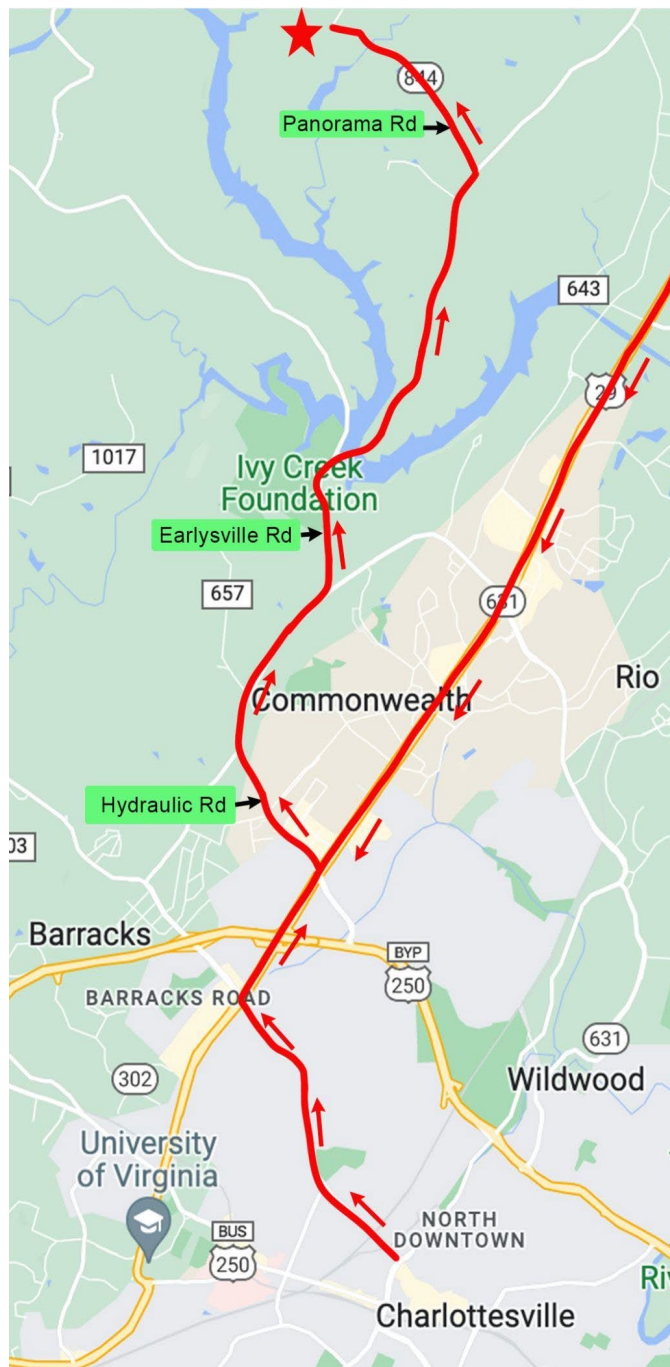 844
Panorama Rd
643
29
1017
Ivy Creek
Foundation
Earlysville Rd
657
631
Rio
Commonwealth
Hydraulic Rd
03
Barracks
BYP
250
BARRACKS ROAD
631
302
Wildwood
University
of Virginia
NORTH
DOWNTOWN
BUS
250
Riv
Charlottesville